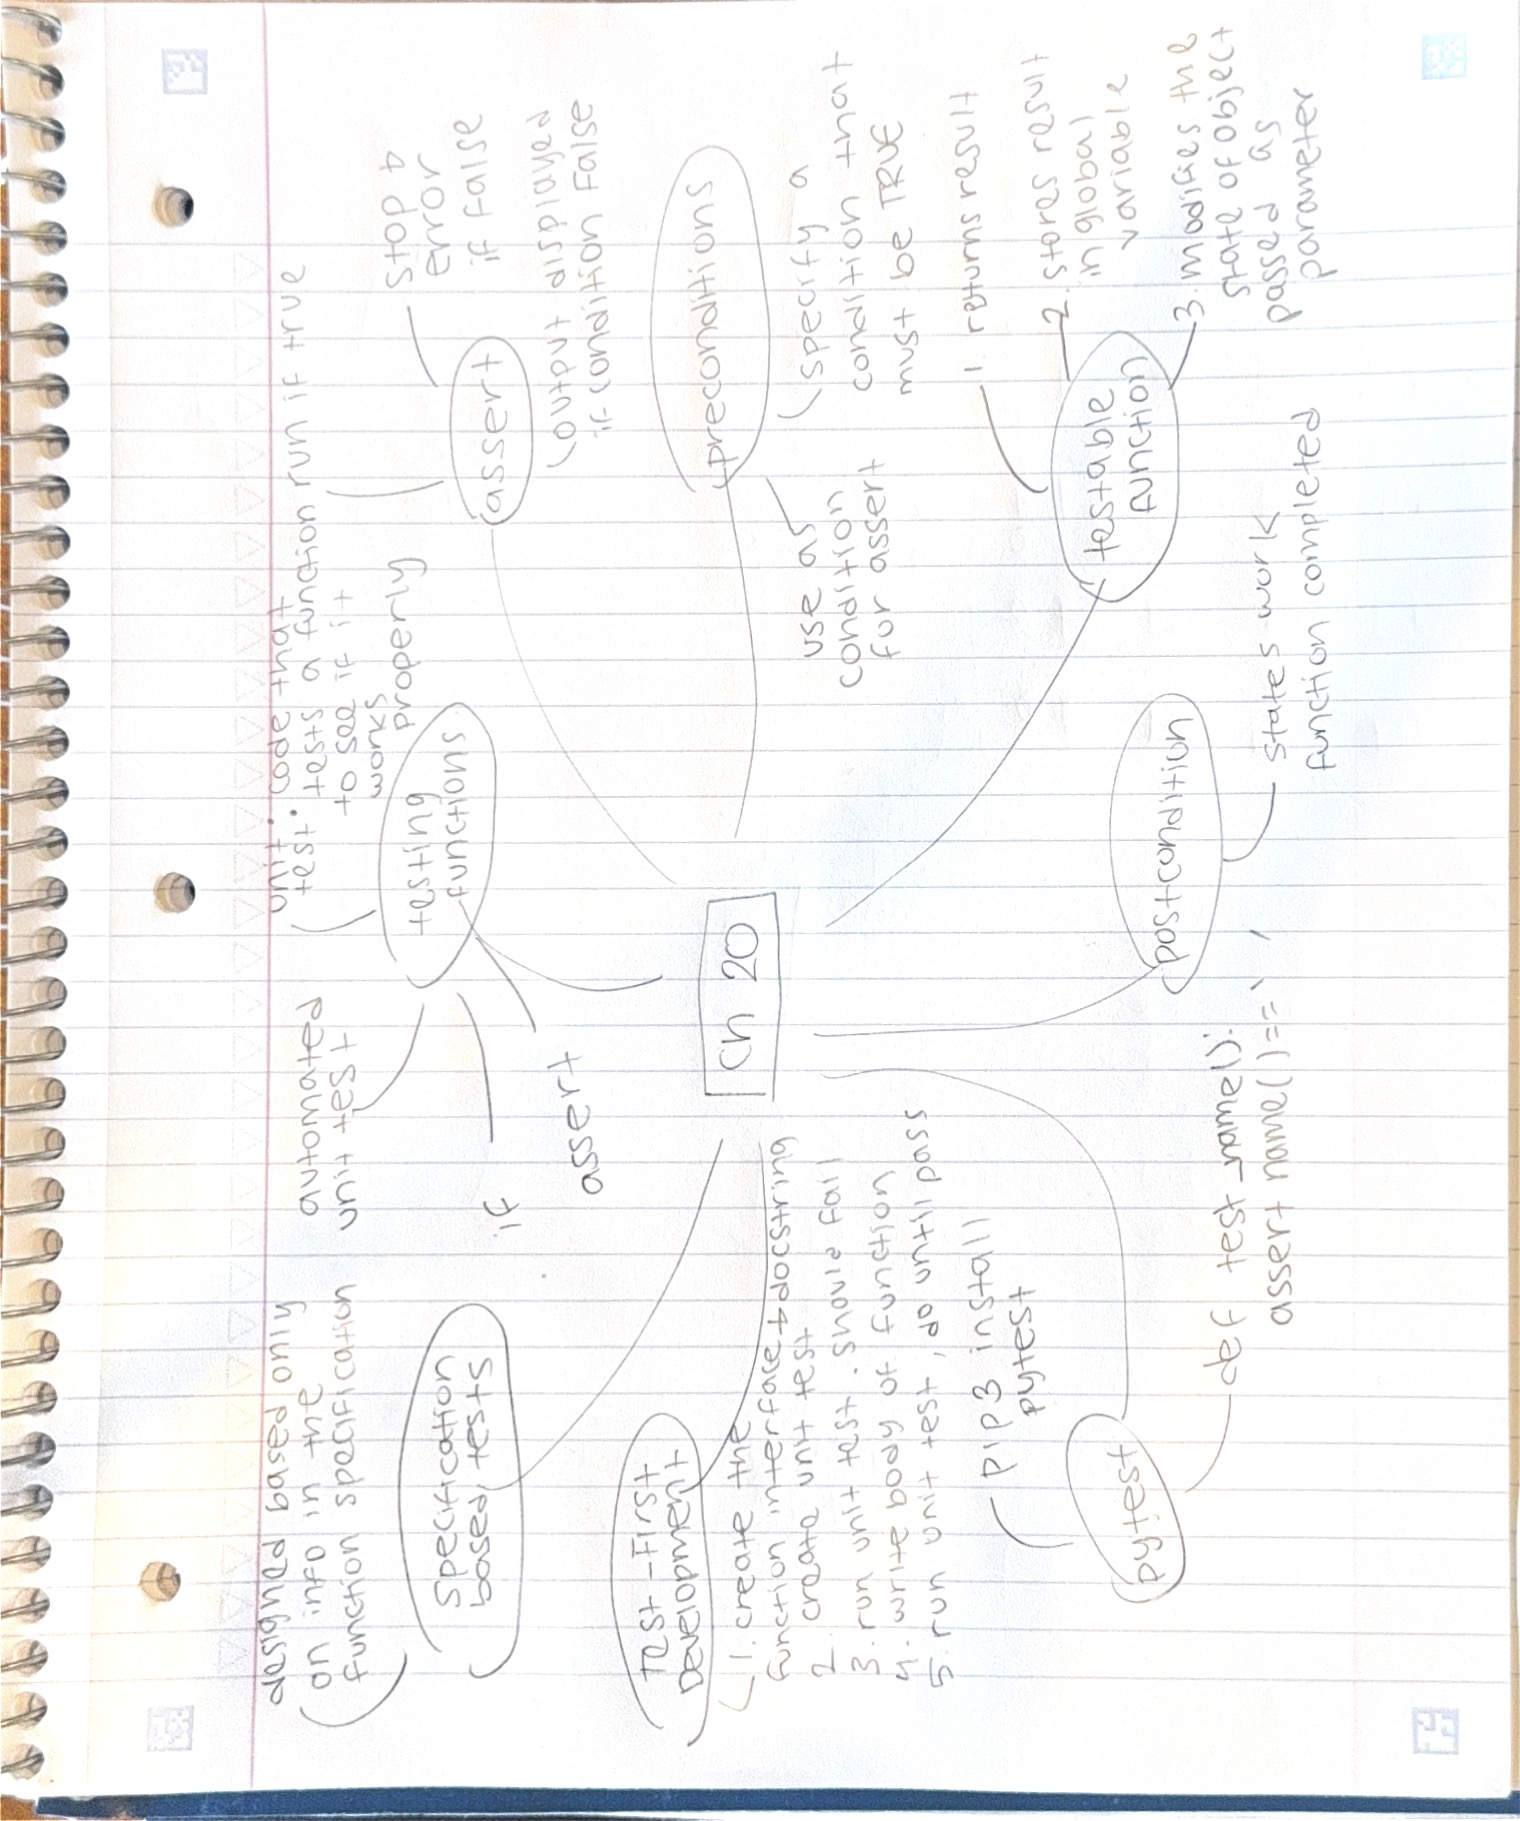 designed based only
on info in the
function specification
specification
based tests
automated
unit test
if
assert
unit
test: code that
tests a function
to see if it
works
properly
testing
functions
run if true
stop +
error
if false
assert
output displayed
if condition False
Ch 20
preconditions
specify a
condition that
must be TRUE
use as
condition
for assert
Test-First
Development
1. create the
function interface + docstring
2. create unit test
3. run unit test. should fail
4. write body of function
5. run unit test, do until pass
pip3 install
pytest
pytest
def test_name():
assert name() == ' '
postcondition
states work
function completed
testable
function
1. returns result
2. stores result
in global
variable
3. modifies the
state of object
passed as
parameter